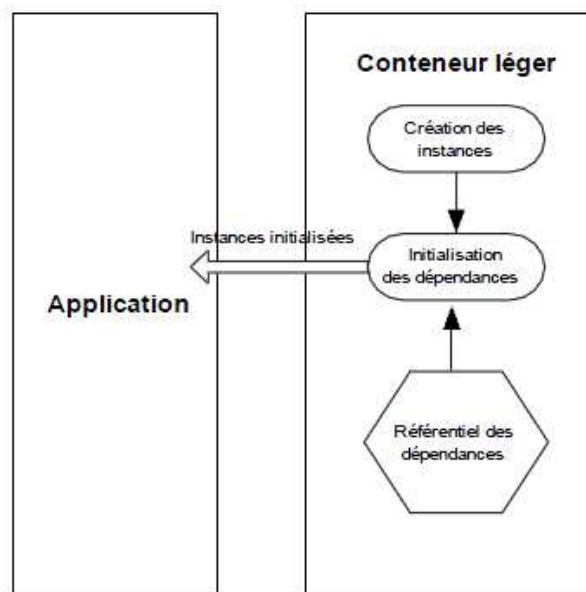 Conteneur léger
Création des
instances
Instances initialisées
Initialisation
des dépendances
Application
Référentiel des
dépendances